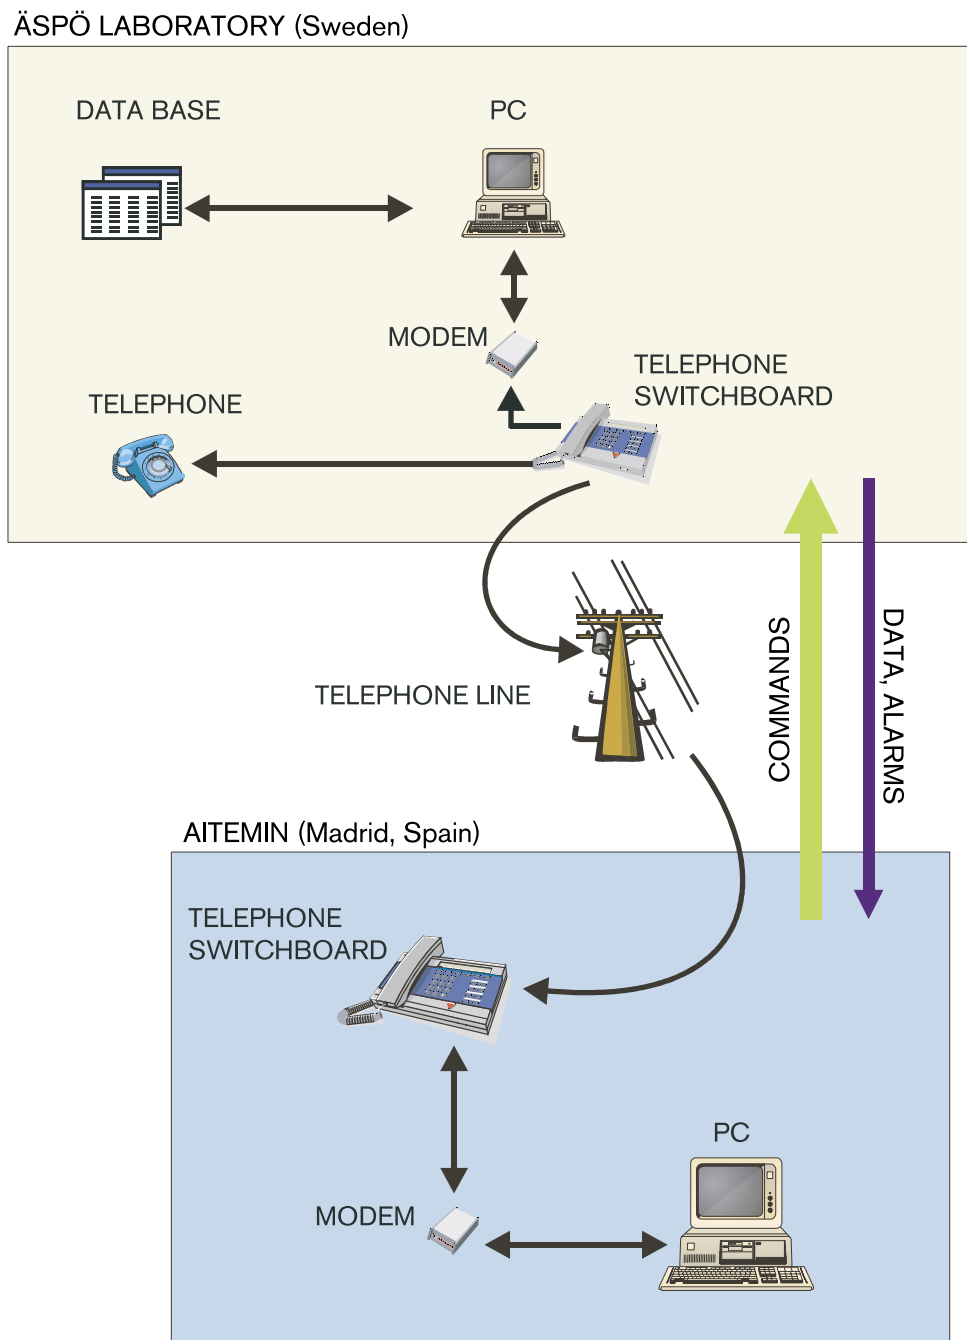 ÄSPÖ LABORATORY (Sweden)
DATA BASE
PC
MODEM
TELEPHONE
SWITCHBOARD
TELEPHONE
COMMANDS
DATA, ALARMS
TELEPHONE LINE
AITEMIN (Madrid, Spain)
TELEPHONE
SWITCHBOARD
PC
MODEM